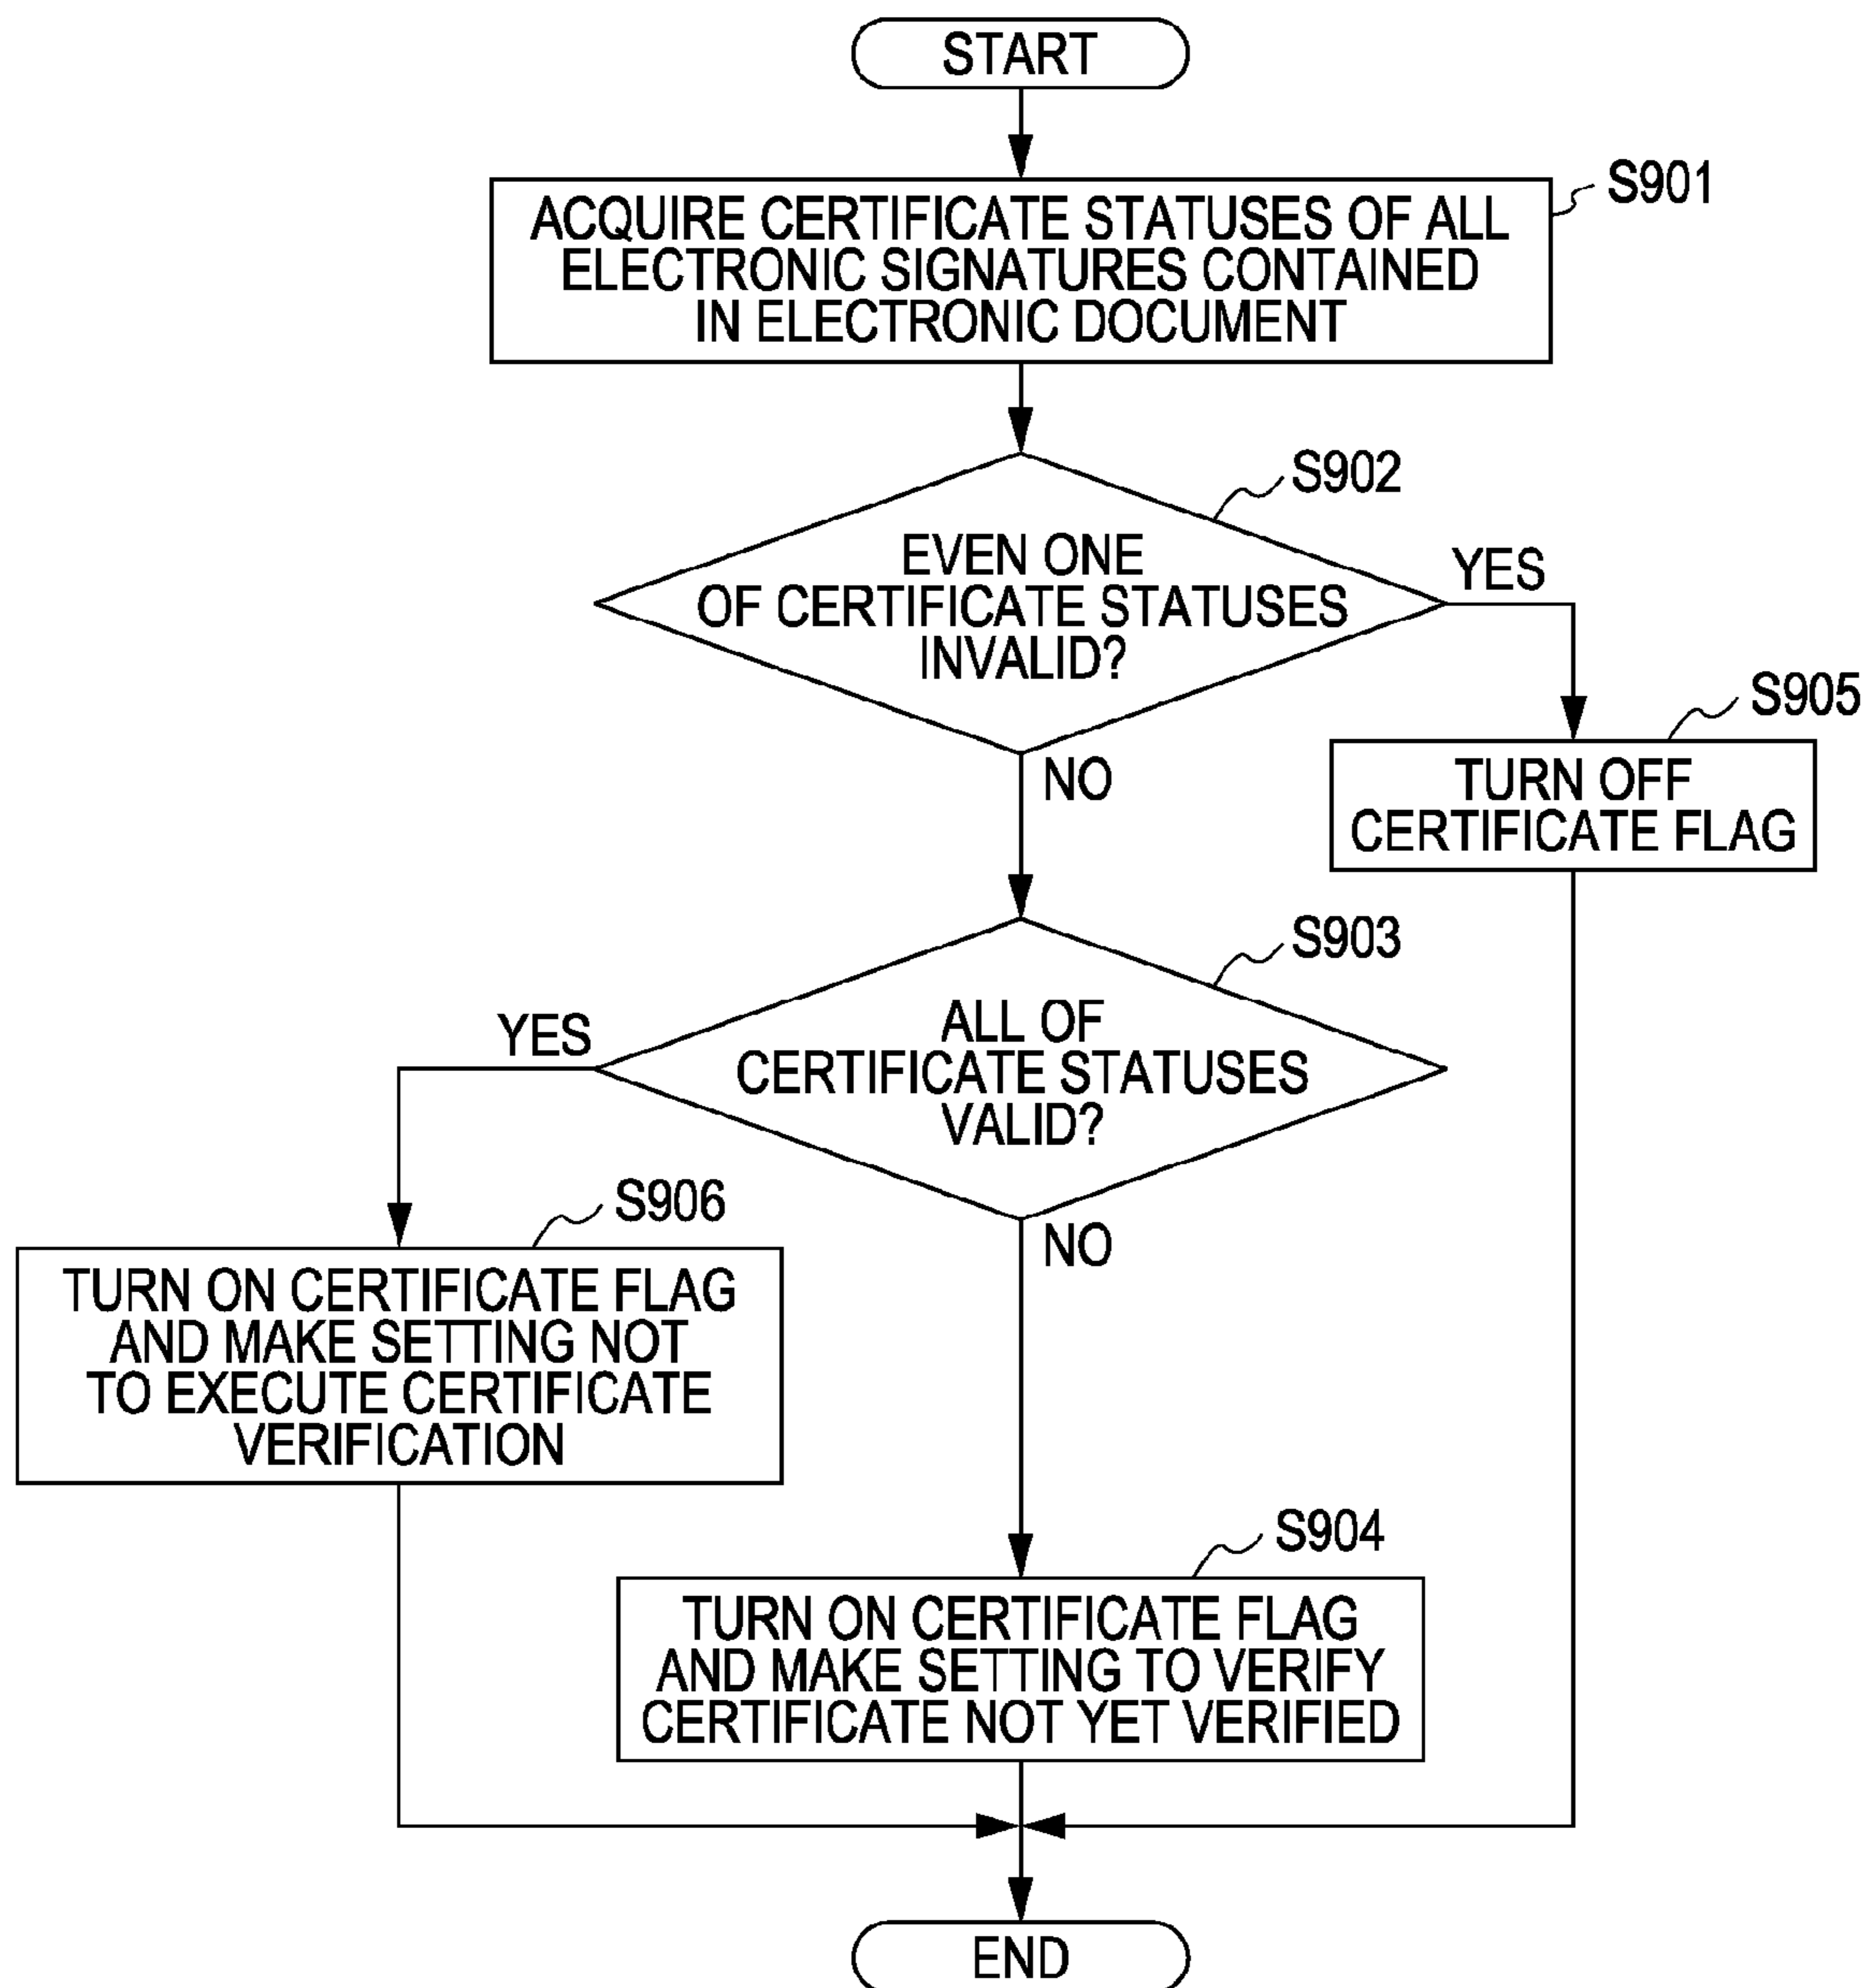 START
S901
ACQUIRE CERTIFICATE STATUSES OF ALL
ELECTRONIC SIGNATURES CONTAINED
IN ELECTRONIC DOCUMENT
S902
EVEN ONE
OF CERTIFICATE STATUSES
INVALID?
YES
NO
S905
TURN OFF
CERTIFICATE FLAG
S903
ALL OF
CERTIFICATE STATUSES
VALID?
YES
NO
S906
TURN ON CERTIFICATE FLAG
AND MAKE SETTING NOT
TO EXECUTE CERTIFICATE
VERIFICATION
S904
TURN ON CERTIFICATE FLAG
AND MAKE SETTING TO VERIFY
CERTIFICATE NOT YET VERIFIED
END